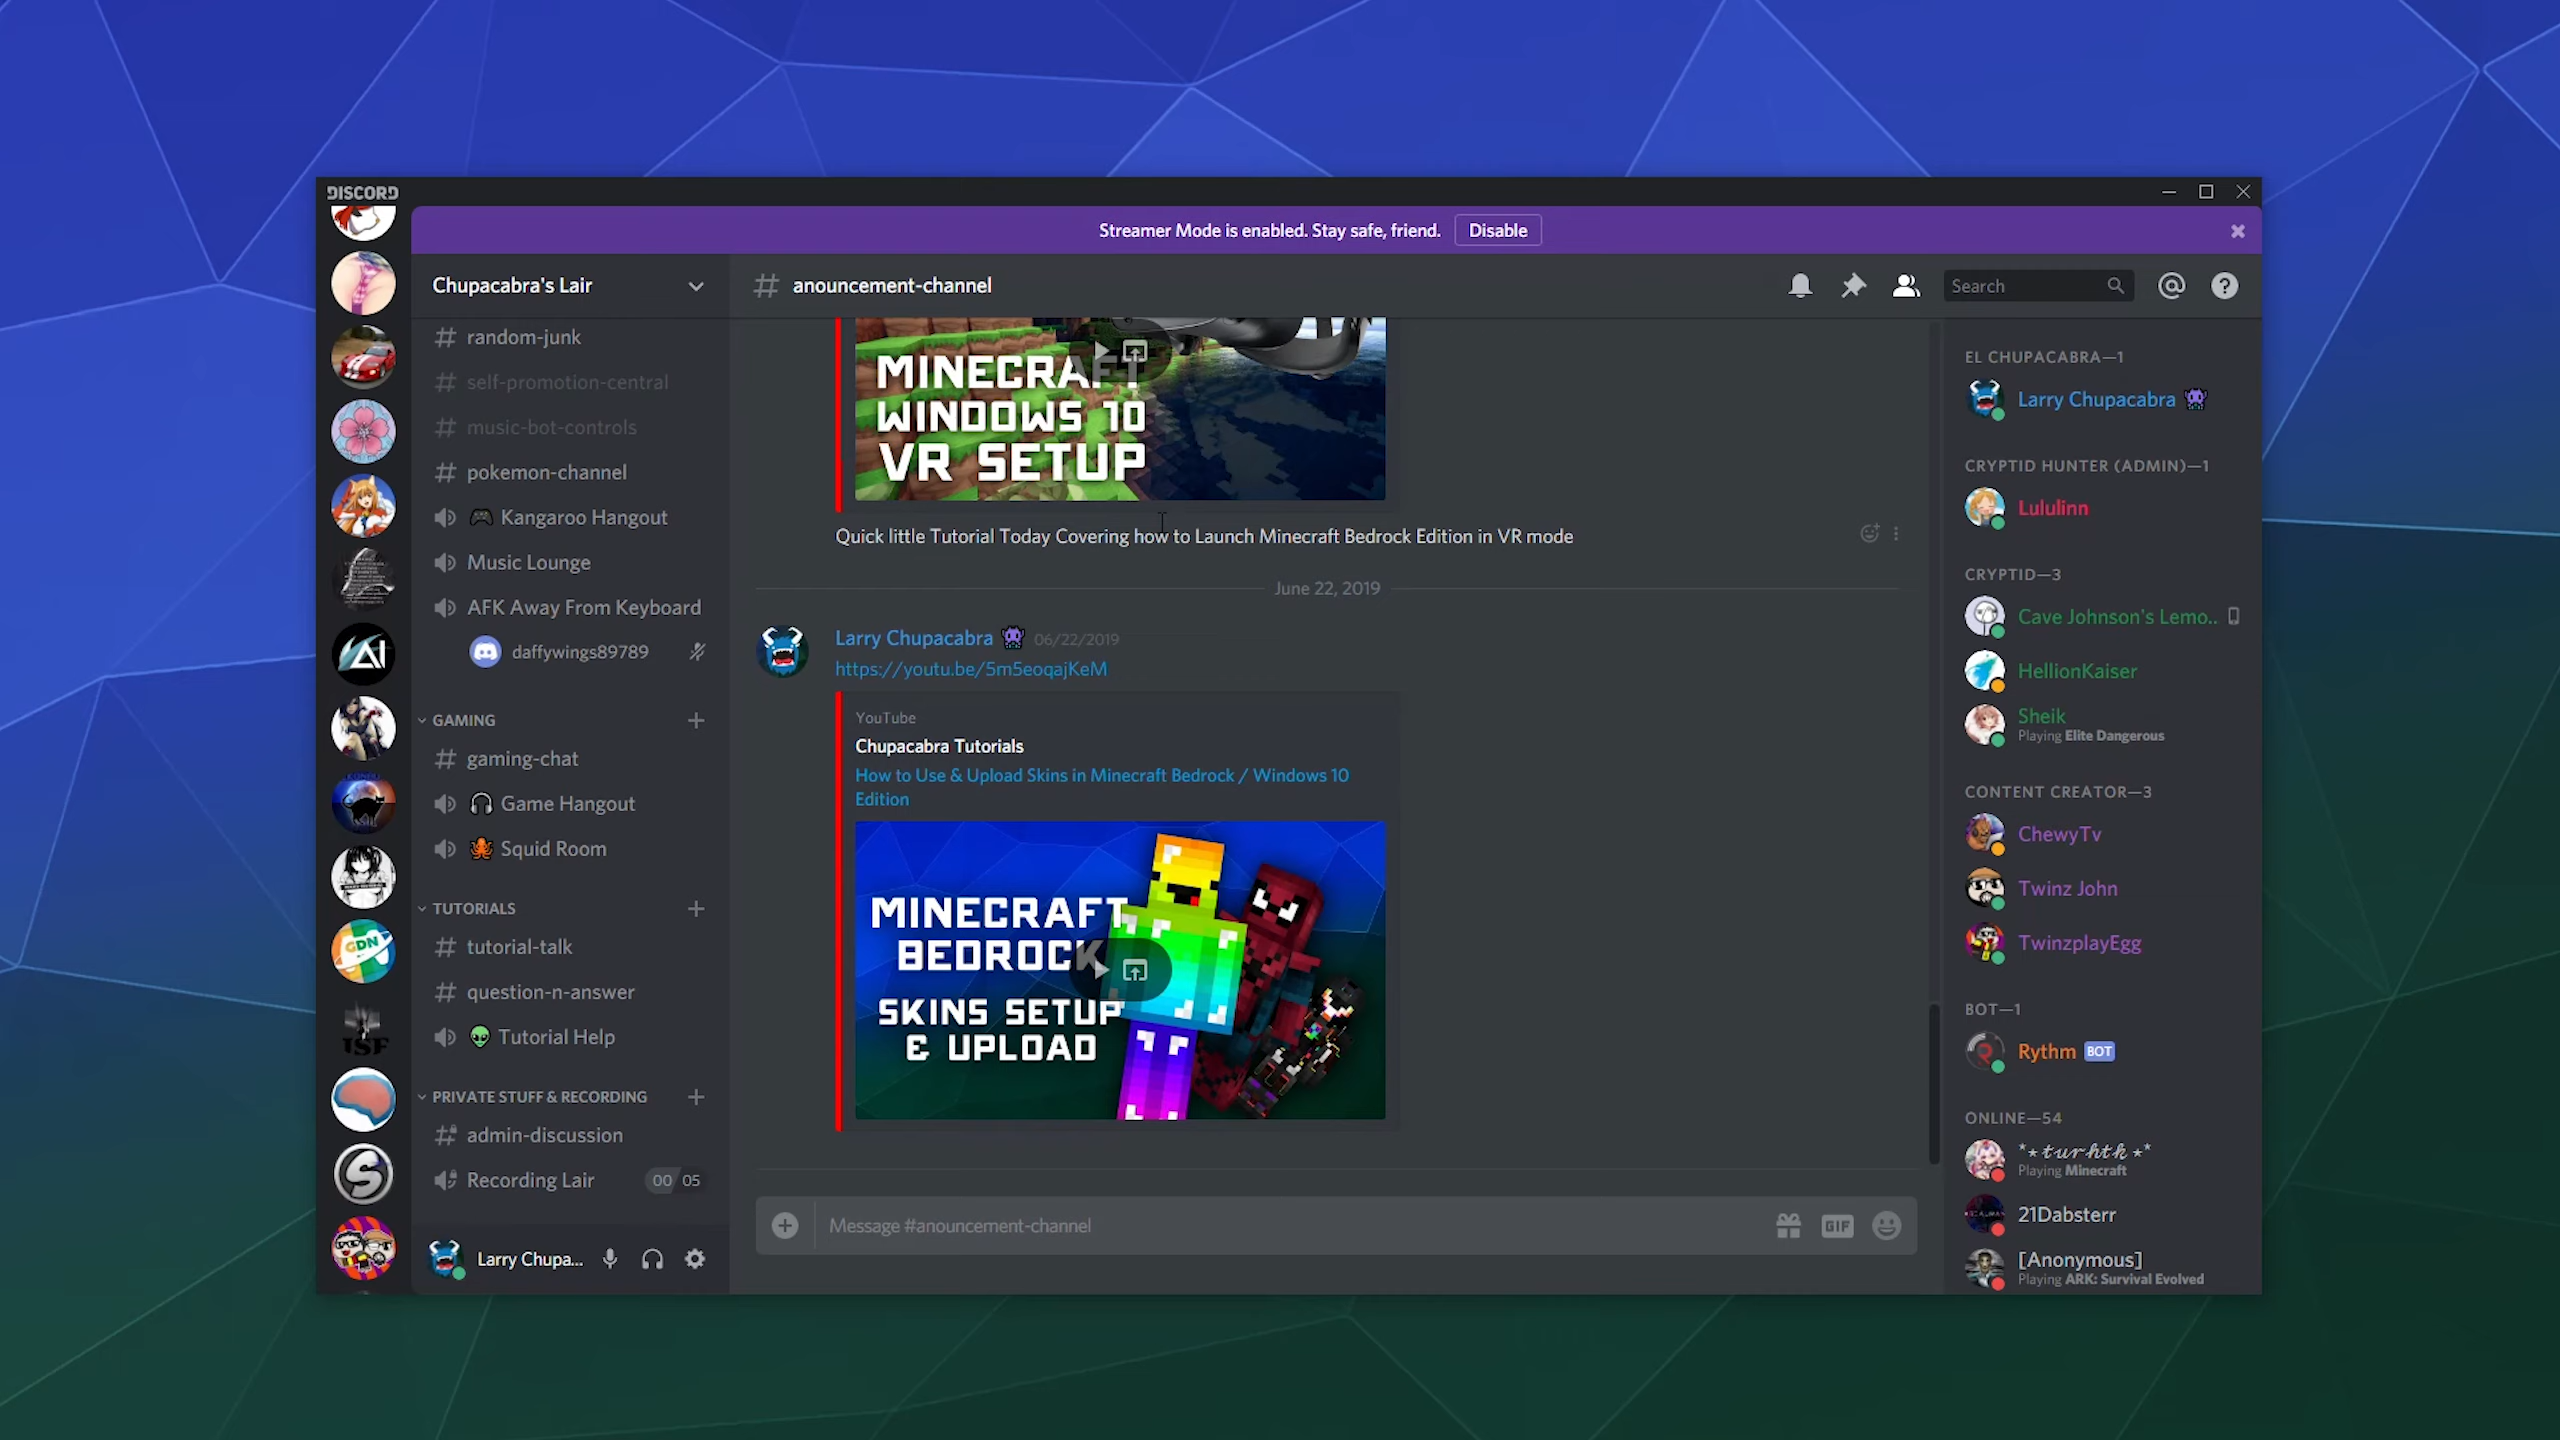 DISCORD
Streamer Mode is enabled. Stay safe, friend.
Disable
Chupacabra's Lair
random-junk
self-promotion-central
music-bot-controls
pokemon-channel
Kangaroo Hangout
Music Lounge
AFK Away From Keyboard
daffywings89789
GAMING
gaming-chat
Game Hangout
Squid Room
TUTORIALS
tutorial-talk
question-n-answer
Tutorial Help
PRIVATE STUFF & RECORDING
admin-discussion
Recording Lair 00 05
Larry Chupa...
# anouncement-channel
Search
MINECRAFT
WINDOWS 10
VR SETUP
Quick little Tutorial Today Covering how to Launch Minecraft Bedrock Edition in VR mode
June 22, 2019
Larry Chupacabra 06/22/2019
https://youtu.be/5m5eoqajKeM
YouTube
Chupacabra Tutorials
How to Use & Upload Skins in Minecraft Bedrock / Windows 10
Edition
MINECRAFT
BEDROCK
SKINS SETUP
& UPLOAD
Message #anouncement-channel
GIF
EL CHUPACABRA—1
Larry Chupacabra
CRYPTID HUNTER (ADMIN)—1
Lululinn
CRYPTID—3
Cave Johnson's Lemo..
HellionKaiser
Sheik
Playing Elite Dangerous
CONTENT CREATOR—3
ChewyTv
Twinz John
TwinzplayEgg
BOT—1
Rythm BOT
ONLINE—54
*⋆𝓽𝓾𝓻𝓱𝓽𝓴⋆*
Playing Minecraft
21Dabsterr
[Anonymous]
Playing ARK: Survival Evolved
GDN